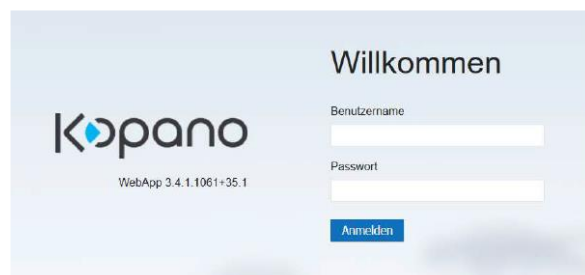 Kopano
WebApp 3.4.1.1061+35.1
Willkommen
Benutzername
Passwort
Anmelden